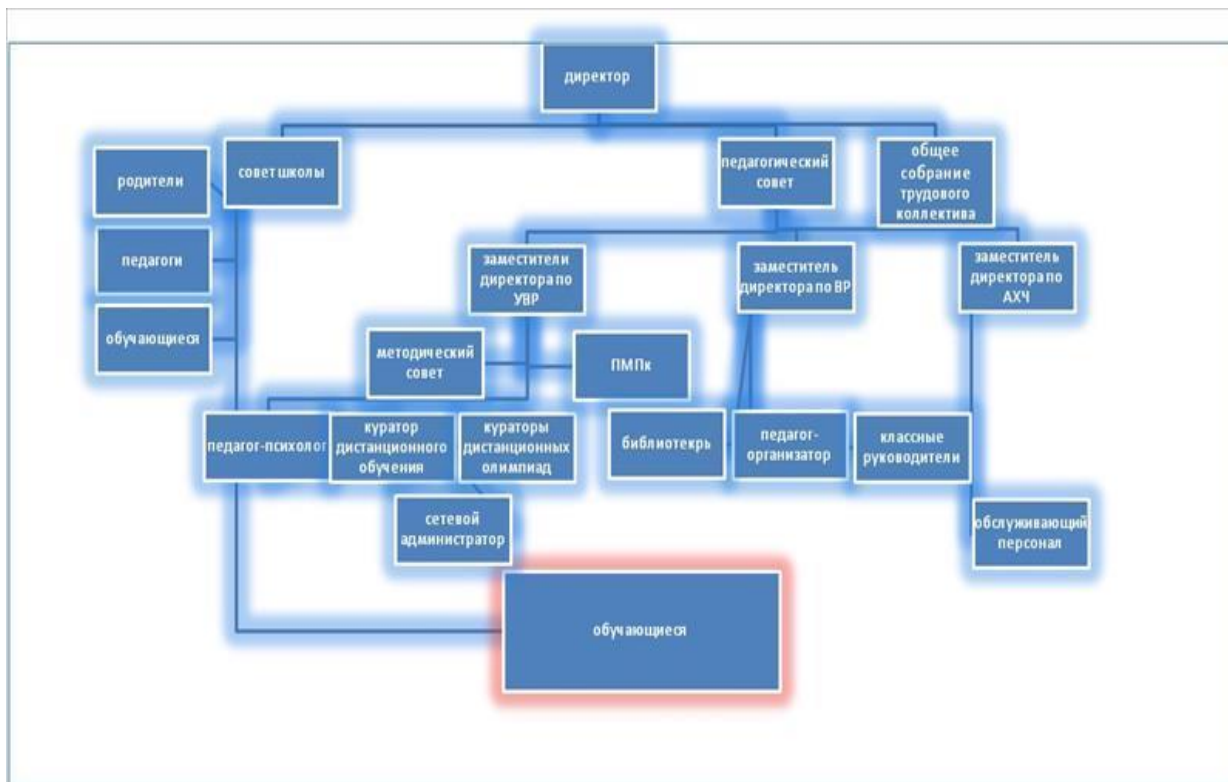 директор
родители
совет школы
педагогический
совет
общее
собрание
трудового
коллектива
педагоги
заместители
директора по
УВР
заместитель
директора по ВР
заместитель
директора по
АХЧ
обучающиеся
методический
совет
ПМПк
педагог-психолог
куратор
дистанционного
обучения
кураторы
дистанционных
олимпиад
библиотекрь
педагог-
организатор
классные
руководители
сетевой
администратор
обслуживающий
персонал
обучающиеся